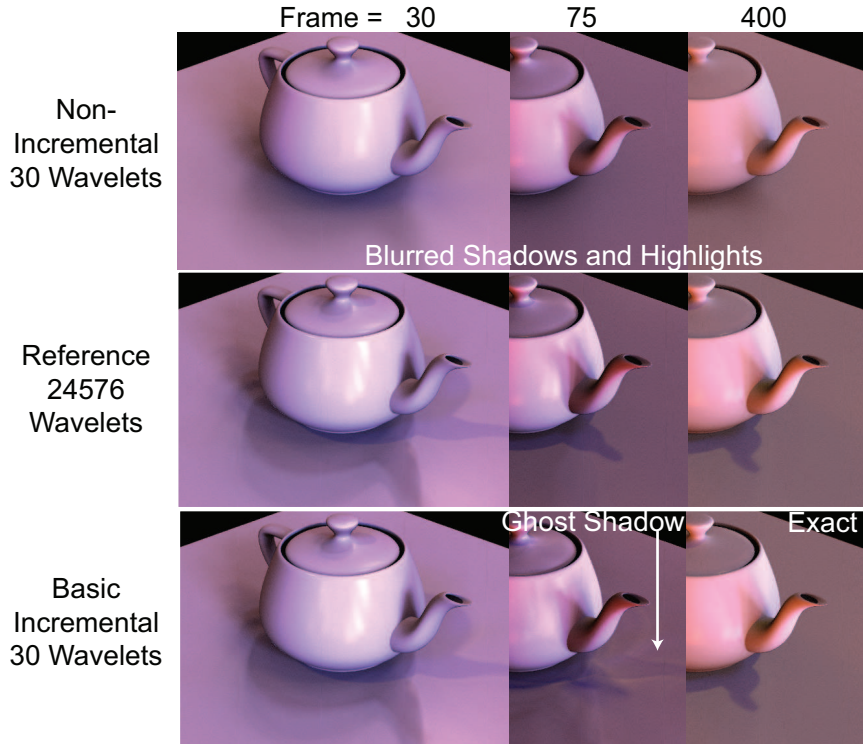 Frame = 30 75 400
Non-
Incremental
30 Wavelets
Blurred Shadows and Highlights
Reference
24576
Wavelets
Ghost Shadow
Exact
Basic
Incremental
30 Wavelets